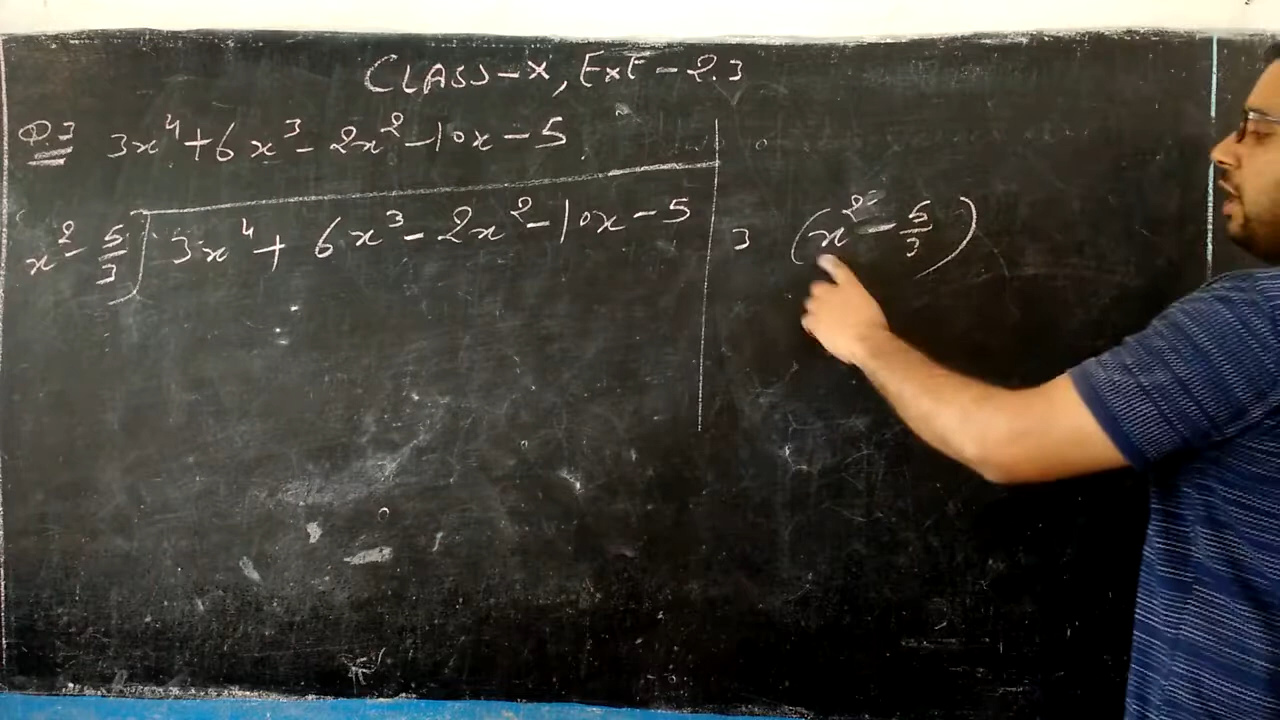 CLASS-X, EXE-2.3
Q.3 3x⁴+6x³-2x²-10x-5
x²-5/3 ) 3x⁴+6x³-2x²-10x-5
3 (x²-5/3)